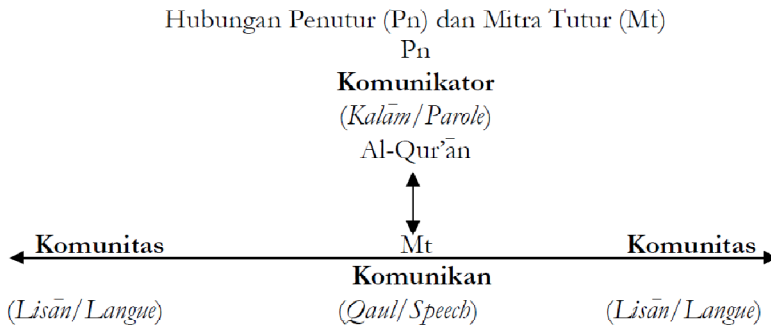 Hubungan Penutur (Pn) dan Mitra Tutur (Mt)
Pn
Komunikator
(Kalām/Parole)
Al-Qur’ān
Komunitas Mt Komunitas
Komunikan
(Lisān/Langue) (Qaul/Speech) (Lisān/Langue)